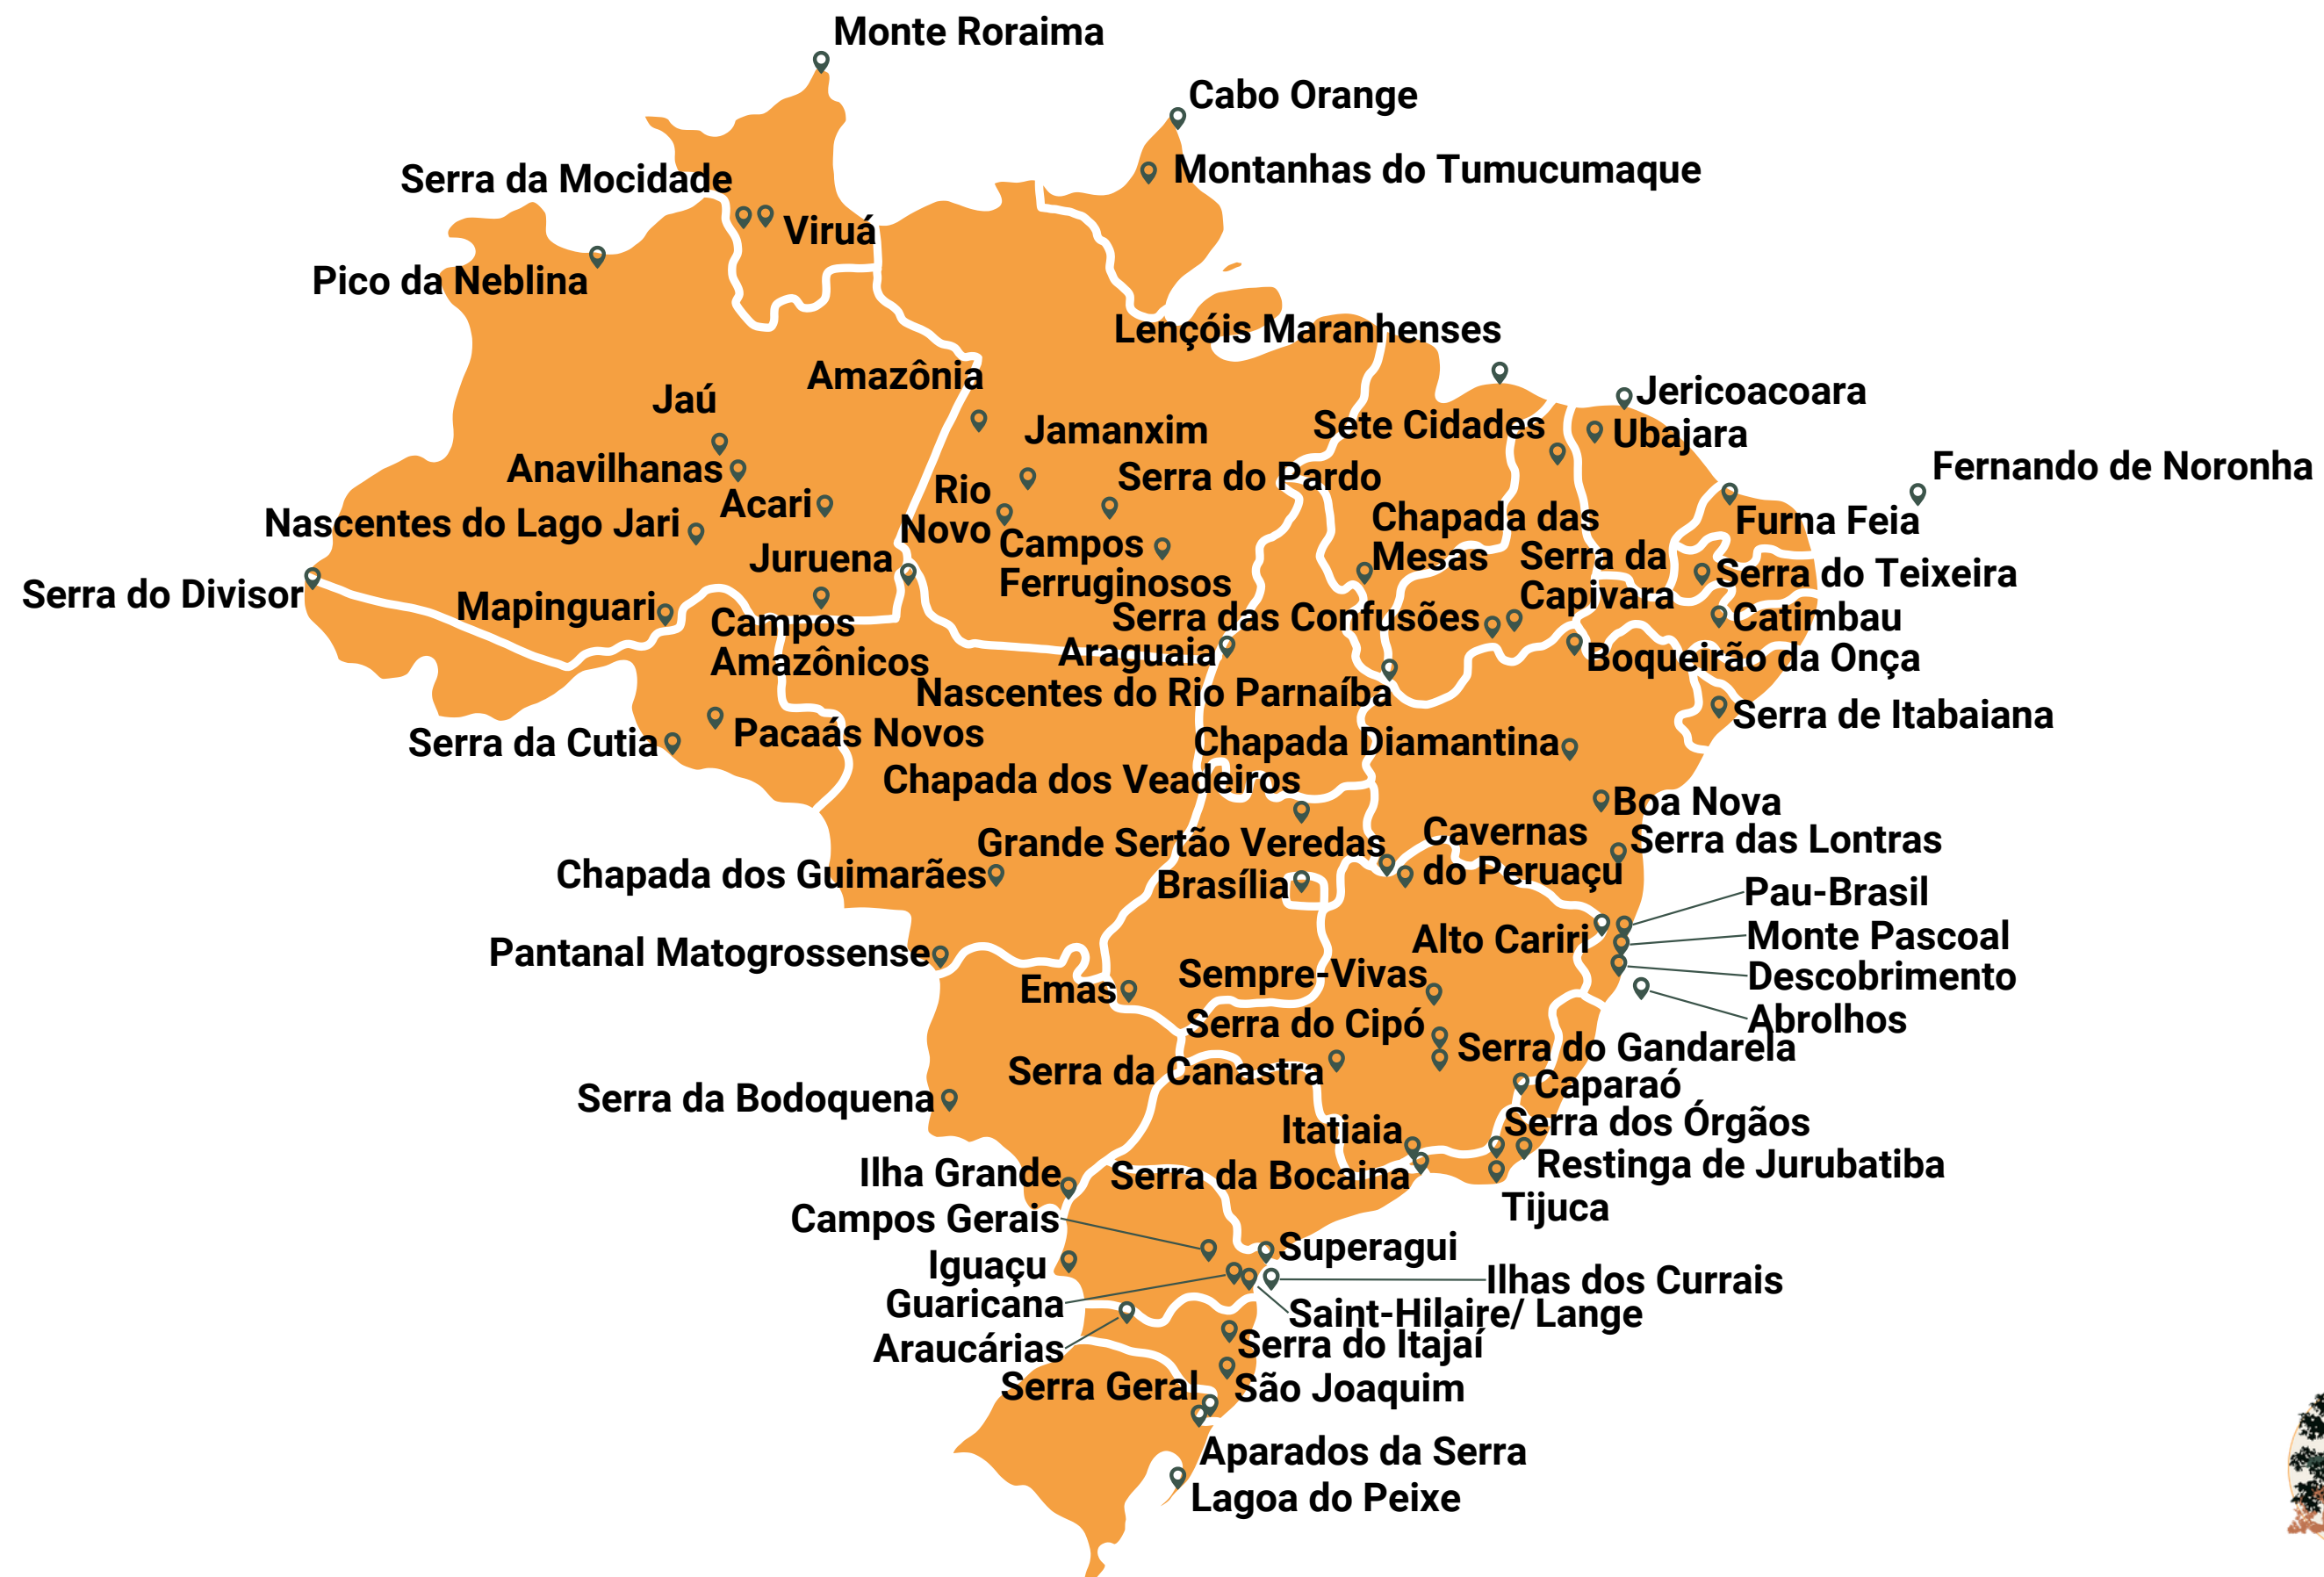 Monte Roraima
Cabo Orange
Montanhas do Tumucumaque
Serra da Mocidade
Viruá
Pico da Neblina
Lençóis Maranhenses
Amazônia
Jaú
Jericoacoara
Sete Cidades
Ubajara
Jamanxim
Anavilhanas
Serra do Pardo
Fernando de Noronha
Rio
Novo
Acari
Nascentes do Lago Jari
Chapada das
Mesas
Furna Feia
Campos
Ferruginosos
Juruena
Serra da
Capivara
Serra do Teixeira
Serra do Divisor
Mapinguari
Campos
Amazônicos
Serra das Confusões
Catimbau
Araguaia
Boqueirão da Onça
Nascentes do Rio Parnaíba
Serra de Itabaiana
Serra da Cutia
Pacaás Novos
Chapada Diamantina
Chapada dos Veadeiros
Boa Nova
Grande Sertão Veredas
Cavernas
do Peruaçu
Serra das Lontras
Chapada dos Guimarães
Brasília
Pau-Brasil
Alto Cariri
Monte Pascoal
Pantanal Matogrossense
Sempre-Vivas
Descobrimento
Emas
Abrolhos
Serra do Cipó
Serra do Gandarela
Serra da Canastra
Caparaó
Serra da Bodoquena
Serra dos Órgãos
Itatiaia
Restinga de Jurubatiba
Ilha Grande
Serra da Bocaina
Tijuca
Campos Gerais
Superagui
Iguaçu
Ilhas dos Currais
Guaricana
Saint-Hilaire/ Lange
Araucárias
Serra do Itajaí
Serra Geral
São Joaquim
Aparados da Serra
Lagoa do Peixe